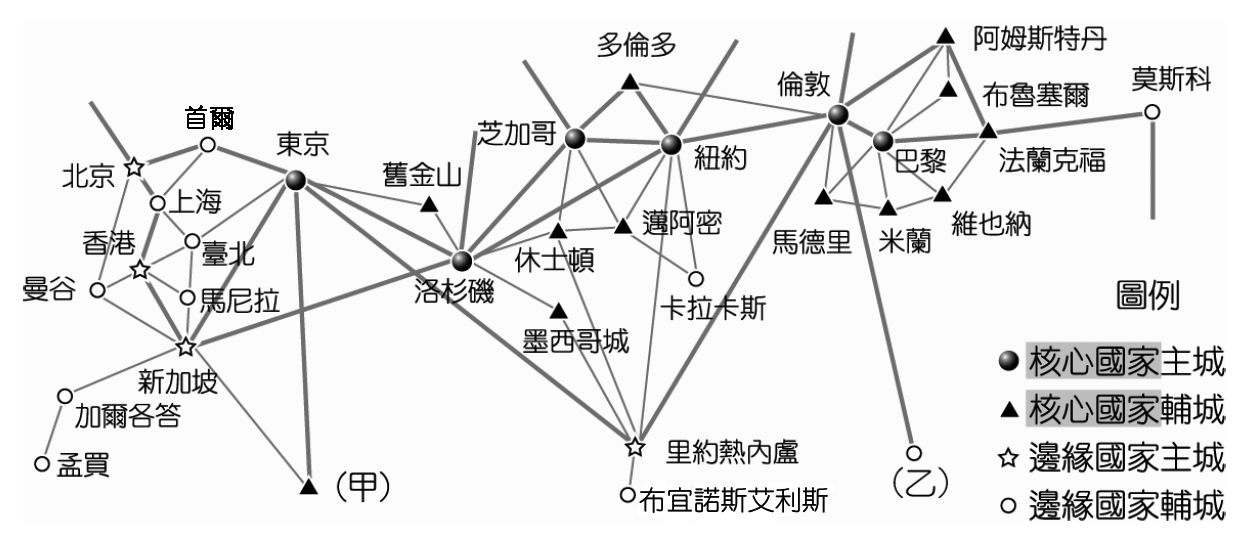 阿姆斯特丹
多倫多
倫敦
莫斯科
布魯塞爾
首爾
東京
芝加哥
紐約
巴黎
法蘭克福
北京
舊金山
上海
邁阿密
維也納
香港
臺北
休士頓
馬德里
米蘭
曼谷
馬尼拉
洛杉磯
卡拉卡斯
圖例
墨西哥城
核心國家主城
新加坡
加爾各答
核心國家輔城
里約熱內盧
邊緣國家主城
孟買
(甲)
(乙)
布宜諾斯艾利斯
邊緣國家輔城